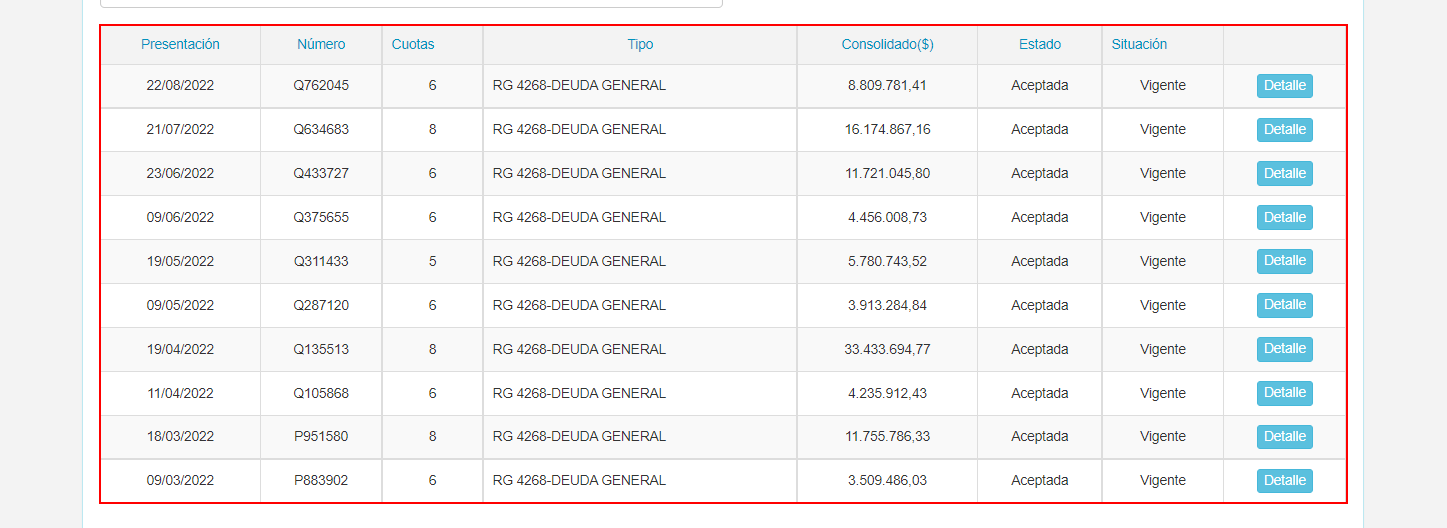 Presentación Número Cuotas Tipo Consolidado($) Estado Situación
22/08/2022 Q762045 6 RG 4268-DEUDA GENERAL 8.809.781,41 Aceptada Vigente Detalle
21/07/2022 Q634683 8 RG 4268-DEUDA GENERAL 16.174.867,16 Aceptada Vigente Detalle
23/06/2022 Q433727 6 RG 4268-DEUDA GENERAL 11.721.045,80 Aceptada Vigente Detalle
09/06/2022 Q375655 6 RG 4268-DEUDA GENERAL 4.456.008,73 Aceptada Vigente Detalle
19/05/2022 Q311433 5 RG 4268-DEUDA GENERAL 5.780.743,52 Aceptada Vigente Detalle
09/05/2022 Q287120 6 RG 4268-DEUDA GENERAL 3.913.284,84 Aceptada Vigente Detalle
19/04/2022 Q135513 8 RG 4268-DEUDA GENERAL 33.433.694,77 Aceptada Vigente Detalle
11/04/2022 Q105868 6 RG 4268-DEUDA GENERAL 4.235.912,43 Aceptada Vigente Detalle
18/03/2022 P951580 8 RG 4268-DEUDA GENERAL 11.755.786,33 Aceptada Vigente Detalle
09/03/2022 P883902 6 RG 4268-DEUDA GENERAL 3.509.486,03 Aceptada Vigente Detalle